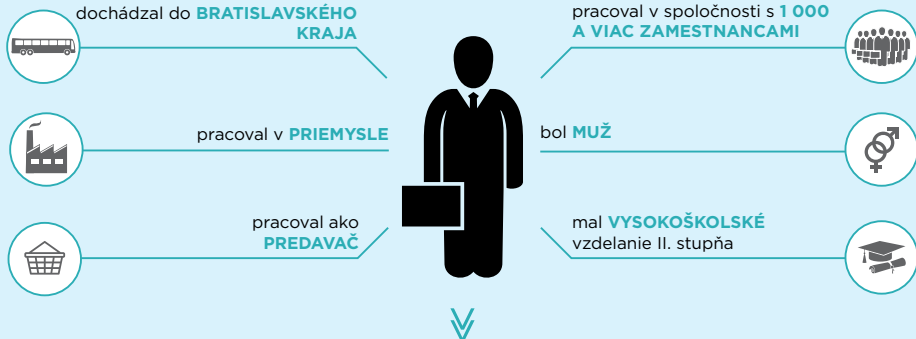 dochádzal do BRATISLAVSKÉHO
KRAJA
pracoval v spoločnosti s 1 000
A VIAC ZAMESTNANCAMI
pracoval v PRIEMYSLE
bol MUŽ
pracoval ako
PREDAVAČ
mal VYSOKOŠKOLSKÉ
vzdelanie II. stupňa